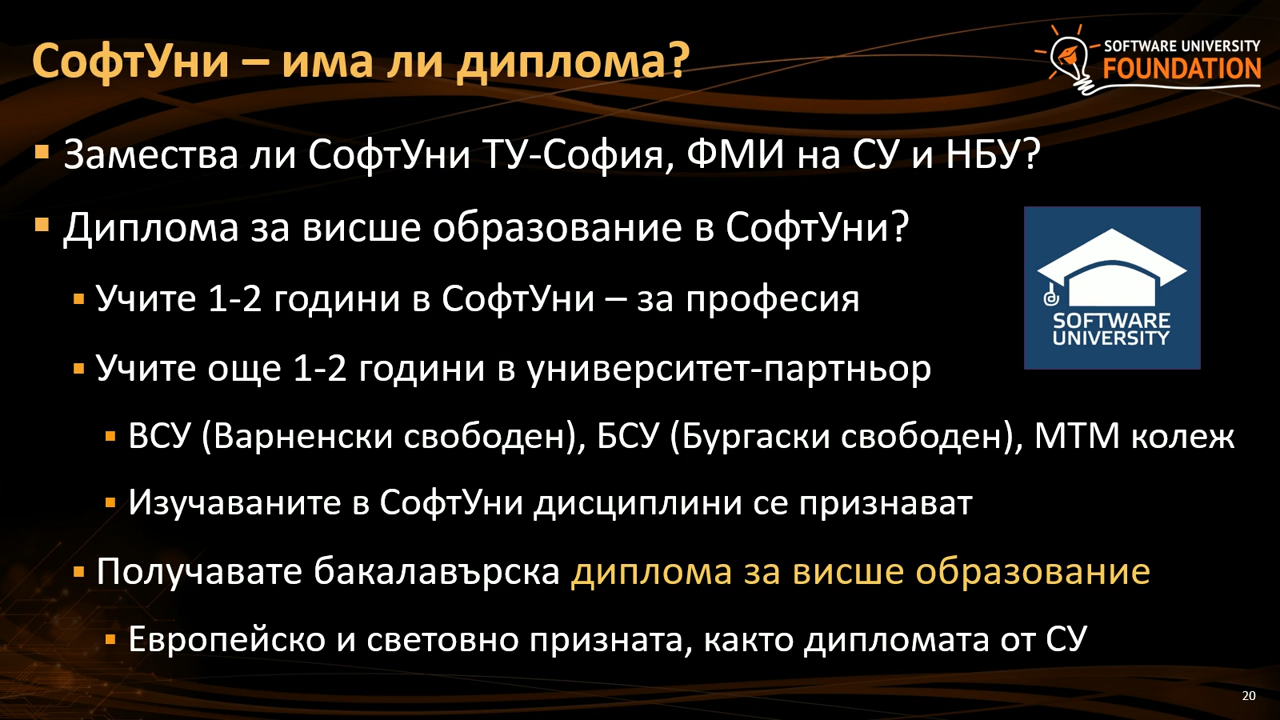 СофтУни – има ли диплома?
SOFTWARE UNIVERSITY
FOUNDATION
Замества ли СофтУни ТУ-София, ФМИ на СУ и НБУ?
Диплома за висше образование в СофтУни?
Учите 1-2 години в СофтУни – за професия
Учите още 1-2 години в университет-партньор
SOFTWARE
UNIVERSITY
ВСУ (Варненски свободен), БСУ (Бургаски свободен), МТМ колеж
Изучаваните в СофтУни дисциплини се признават
Получавате бакалавърска диплома за висше образование
Европейско и световно призната, както дипломата от СУ
20